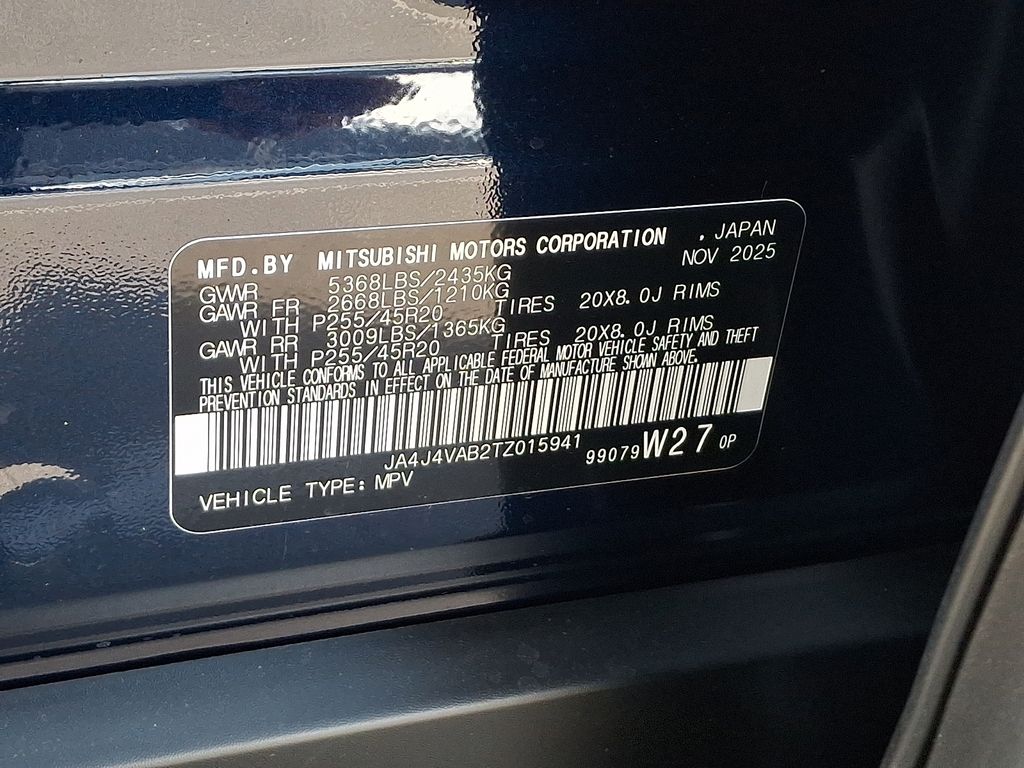 MFD.BY MITSUBISHI MOTORS CORPORATION , JAPAN
NOV 2025
GVWR 5368LBS/2435KG
GAWR FR 2668LBS/1210KG
WITH P255/45R20 TIRES 20X8.0J RIMS
GAWR RR 3009LBS/1365KG
WITH P255/45R20 TIRES 20X8.0J RIMS
THIS VEHICLE CONFORMS TO ALL APPLICABLE FEDERAL MOTOR VEHICLE SAFETY AND THEFT
PREVENTION STANDARDS IN EFFECT ON THE DATE OF MANUFACTURE SHOWN ABOVE.
JA4J4VAB2TZ015941
99079 W27 0P
VEHICLE TYPE: MPV